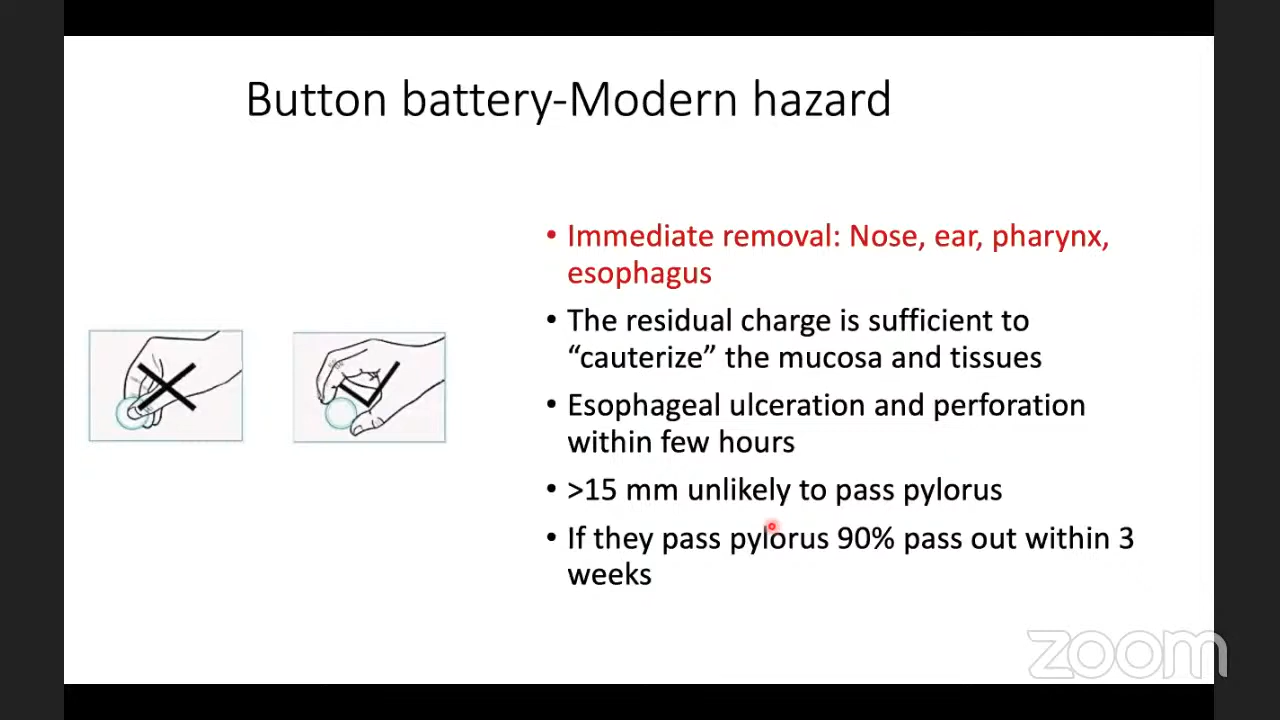 Button battery-Modern hazard
• Immediate removal: Nose, ear, pharynx,
esophagus
• The residual charge is sufficient to
“cauterize” the mucosa and tissues
• Esophageal ulceration and perforation
within few hours
• >15 mm unlikely to pass pylorus
• If they pass pylorus 90% pass out within 3
weeks
zoom